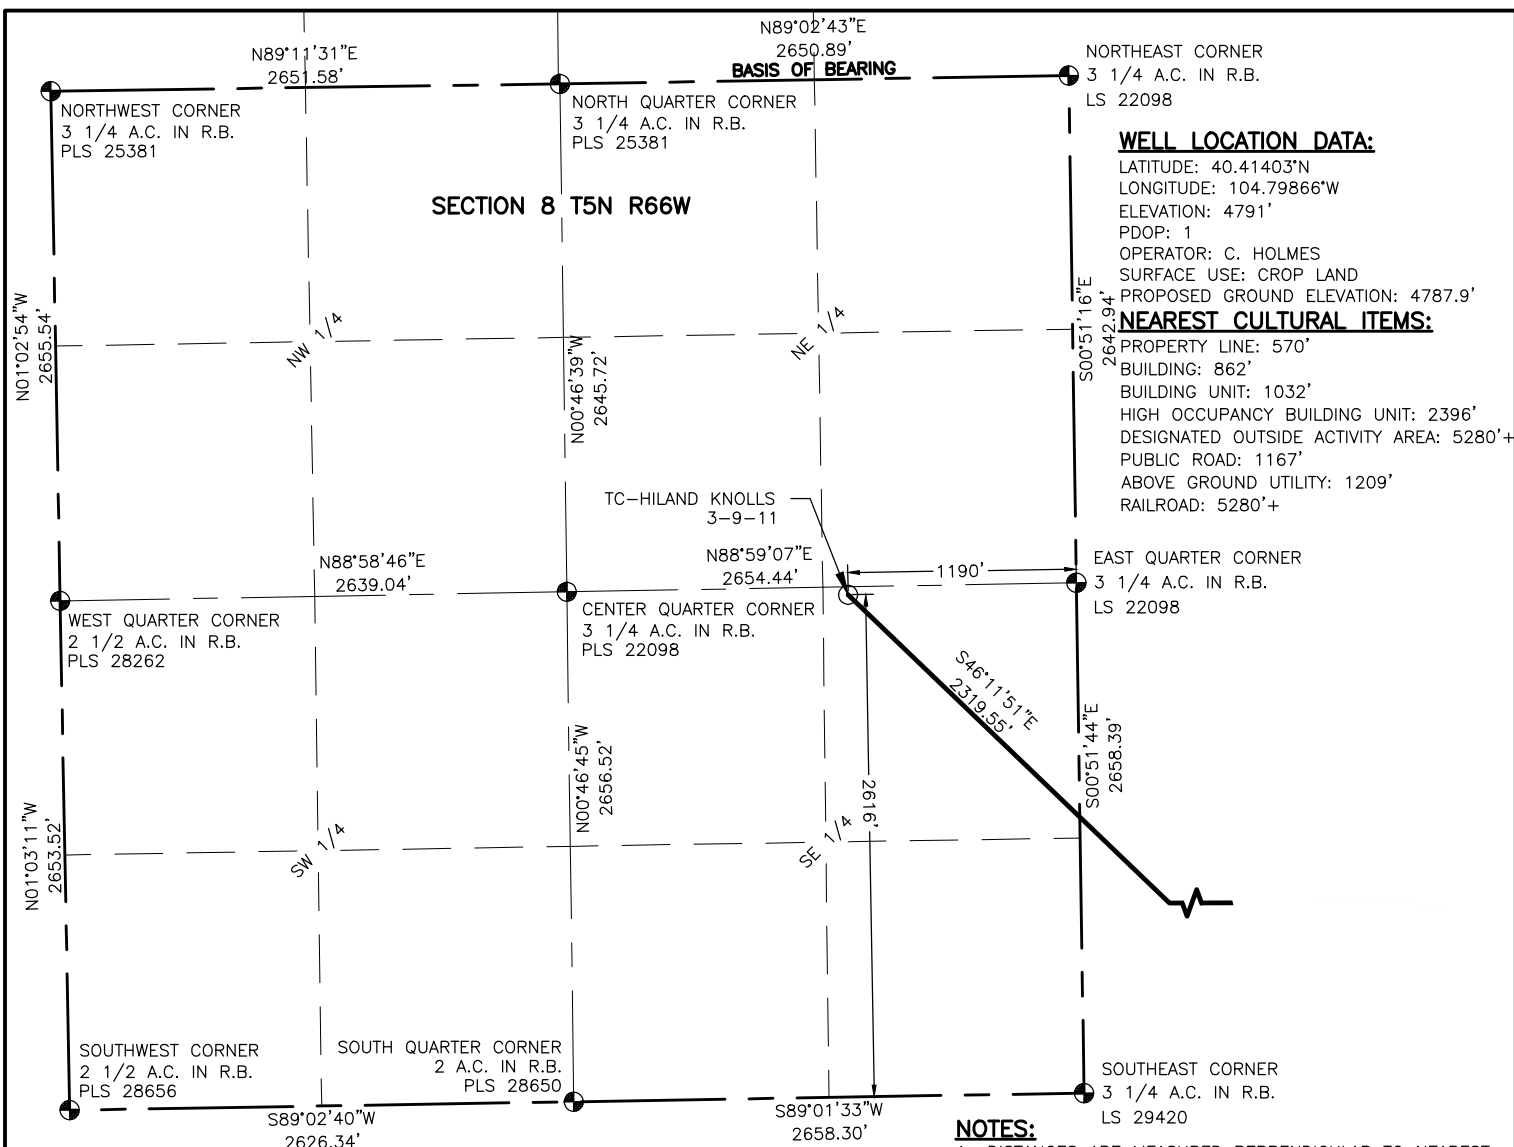 N89°11'31"E
2651.58'
N89°02'43"E
2650.89'
BASIS OF BEARING
NORTHEAST CORNER
3 1/4 A.C. IN R.B.
LS 22098
NORTHWEST CORNER
3 1/4 A.C. IN R.B.
PLS 25381
NORTH QUARTER CORNER
3 1/4 A.C. IN R.B.
PLS 25381
SECTION 8 T5N R66W
WELL LOCATION DATA:
LATITUDE: 40.41403°N
LONGITUDE: 104.79866°W
ELEVATION: 4791'
PDOP: 1
OPERATOR: C. HOLMES
SURFACE USE: CROP LAND
PROPOSED GROUND ELEVATION: 4787.9'
NEAREST CULTURAL ITEMS:
PROPERTY LINE: 570'
BUILDING: 862'
BUILDING UNIT: 1032'
HIGH OCCUPANCY BUILDING UNIT: 2396'
DESIGNATED OUTSIDE ACTIVITY AREA: 5280'+
PUBLIC ROAD: 1167'
ABOVE GROUND UTILITY: 1209'
RAILROAD: 5280'+
N01°02'54"W
2655.54'
NW 1/4
N00°46'39"W
2645.72'
NE 1/4
S00°51'16"E
2642.94'
TC-HILAND KNOLLS
3-9-11
N88°58'46"E
2639.04'
N88°59'07"E
2654.44'
1190'
EAST QUARTER CORNER
3 1/4 A.C. IN R.B.
LS 22098
WEST QUARTER CORNER
2 1/2 A.C. IN R.B.
PLS 28262
CENTER QUARTER CORNER
3 1/4 A.C. IN R.B.
PLS 22098
S46°11'51"E
2319.55'
N01°03'11"W
2653.52'
SW 1/4
N00°46'45"W
2656.52'
SE 1/4
2616'
S00°51'44"E
2658.39'
SOUTHWEST CORNER
2 1/2 A.C. IN R.B.
PLS 28656
SOUTH QUARTER CORNER
2 A.C. IN R.B.
PLS 28650
SOUTHEAST CORNER
3 1/4 A.C. IN R.B.
LS 29420
S89°02'40"W
2626.34'
S89°01'33"W
2658.30'
NOTES:
DISTANCES ARE MEASURED PERPENDICULAR TO NEAREST